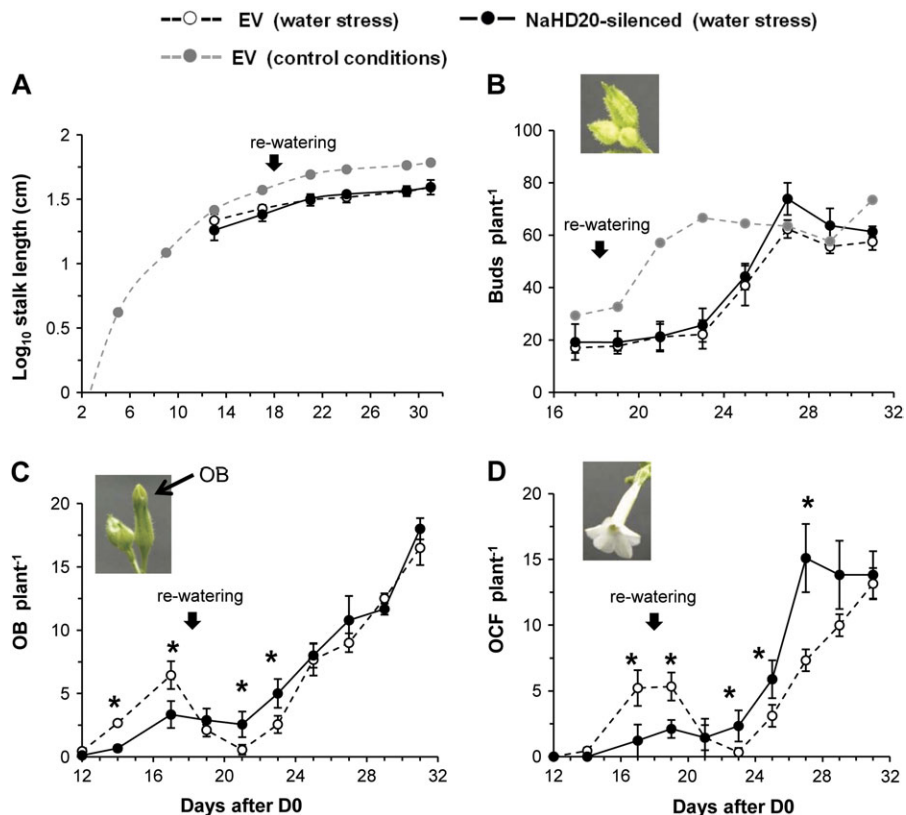 EV (water stress)
NaHD20-silenced (water stress)
EV (control conditions)
A
re-watering
Log₁₀ stalk length (cm)
2
1.5
1
0.5
0
2 6 10 14 18 22 26 30
B
re-watering
Buds plant⁻¹
100
80
60
40
20
0
16 20 24 28 32
C
OB
re-watering
OB plant⁻¹
20
15
10
5
0
* * * *
12 16 20 24 28 32
Days after D0
D
re-watering
OCF plant⁻¹
20
15
10
5
0
* * * * *
12 16 20 24 28 32
Days after D0